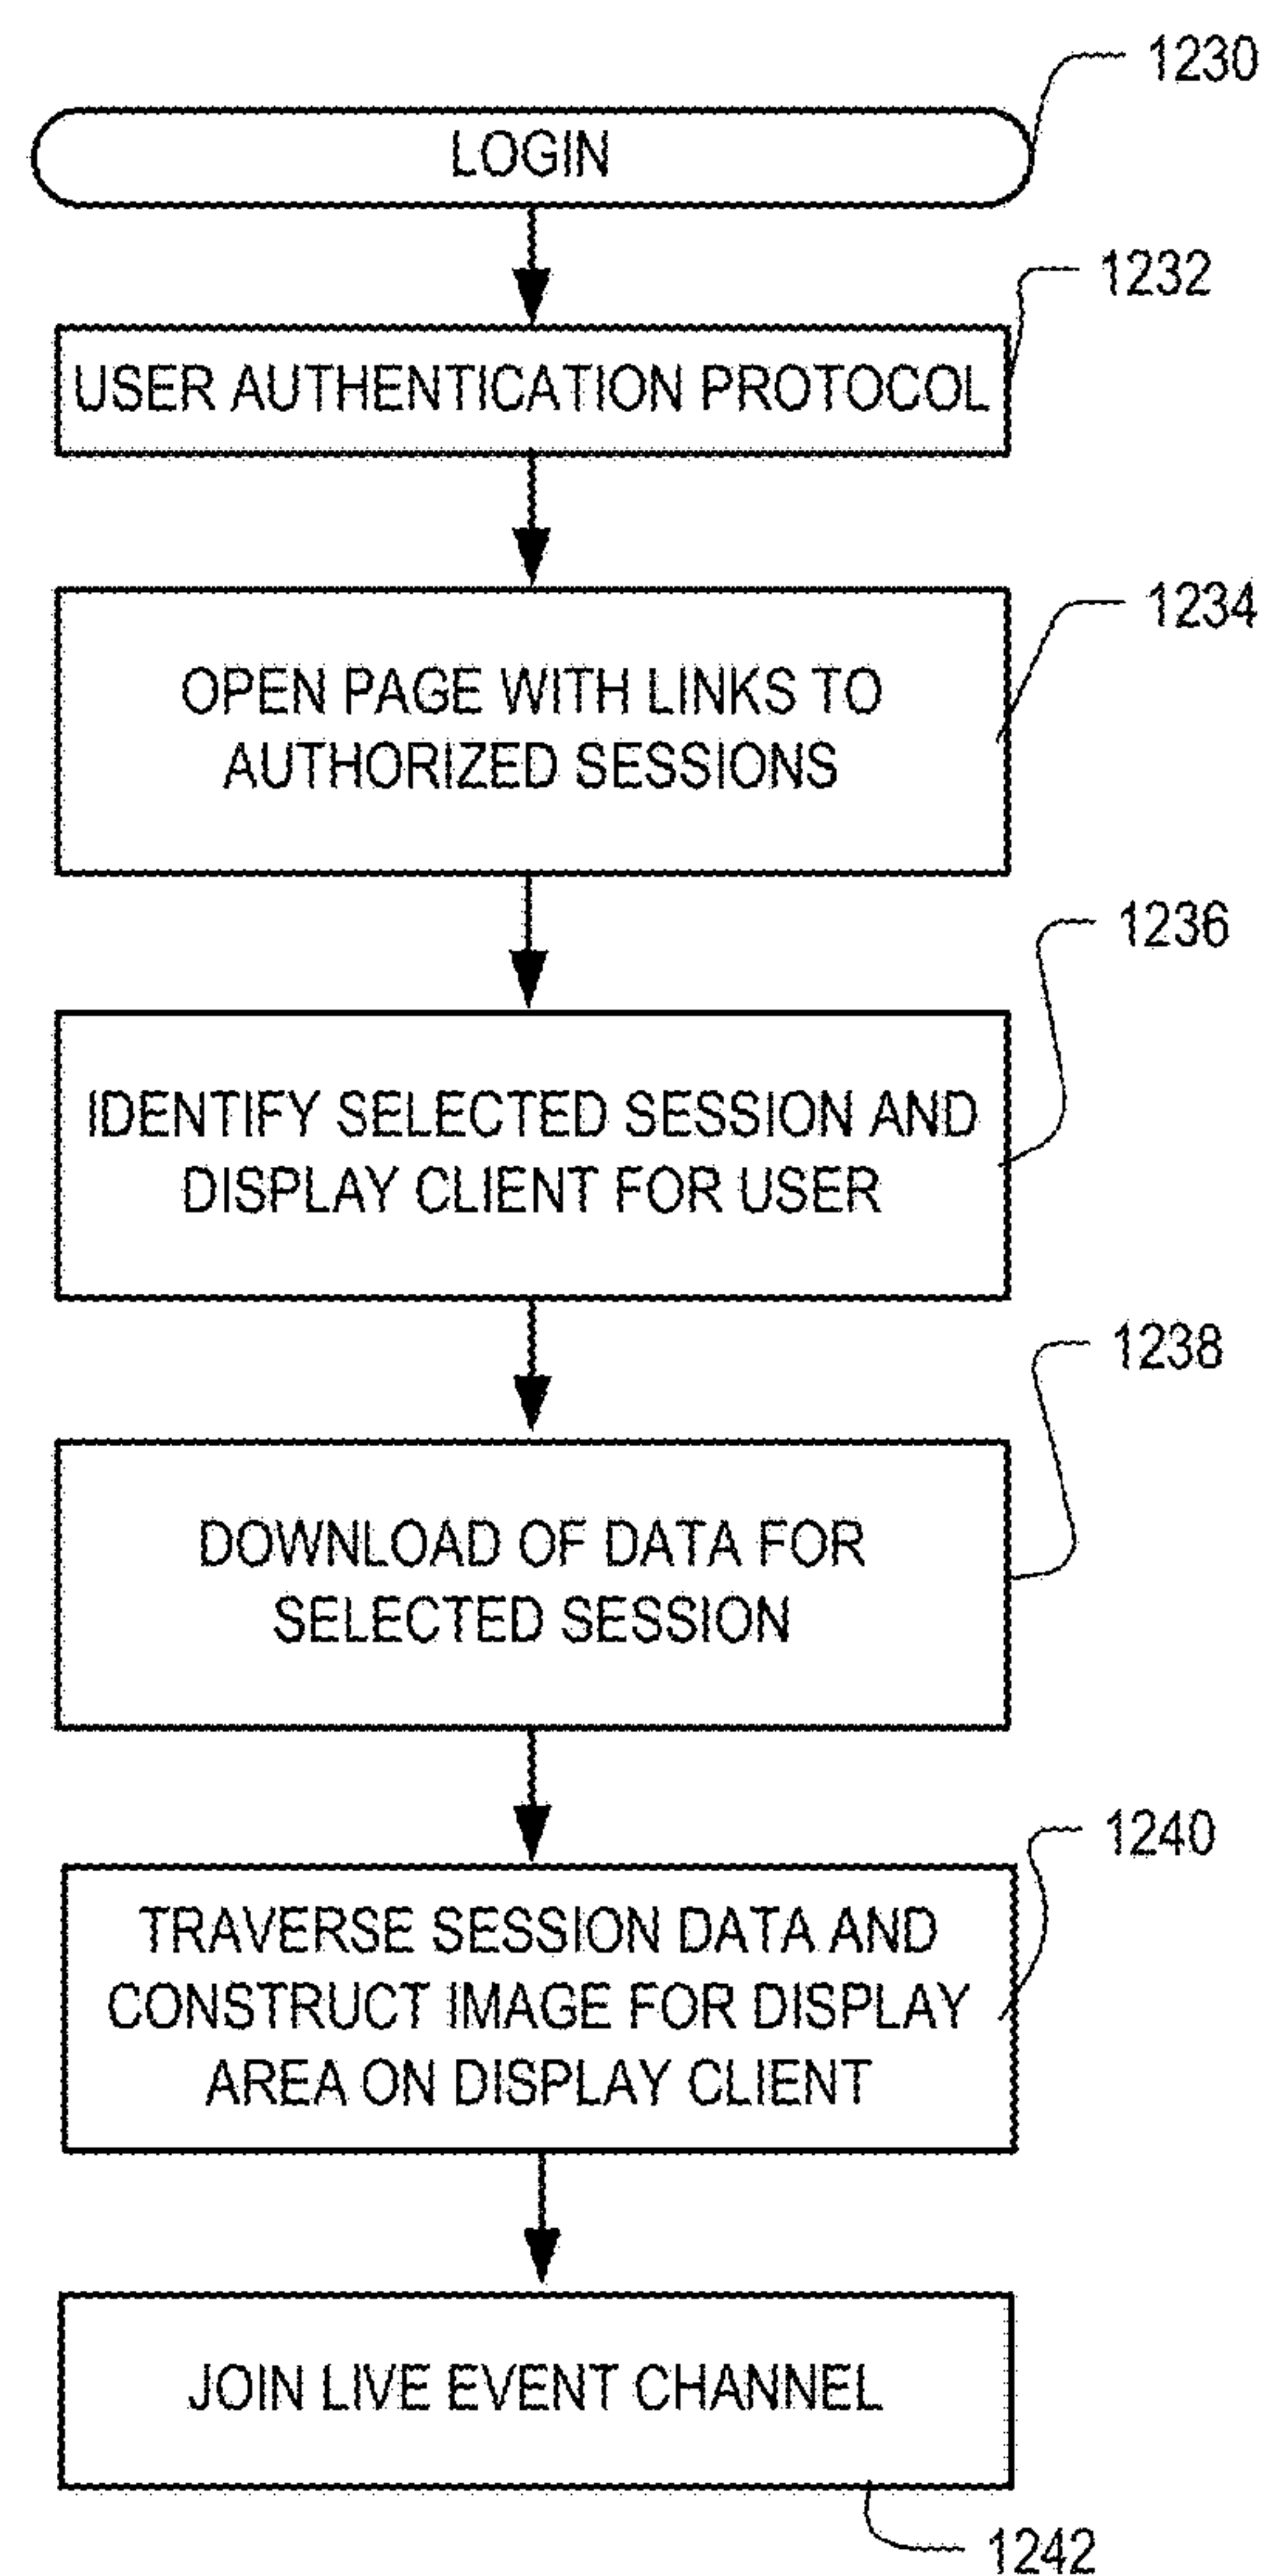 1230
LOGIN
1232
USER AUTHENTICATION PROTOCOL
1234
OPEN PAGE WITH LINKS TO
AUTHORIZED SESSIONS
1236
IDENTIFY SELECTED SESSION AND
DISPLAY CLIENT FOR USER
1238
DOWNLOAD OF DATA FOR
SELECTED SESSION
1240
TRAVERSE SESSION DATA AND
CONSTRUCT IMAGE FOR DISPLAY
AREA ON DISPLAY CLIENT
JOIN LIVE EVENT CHANNEL
1242